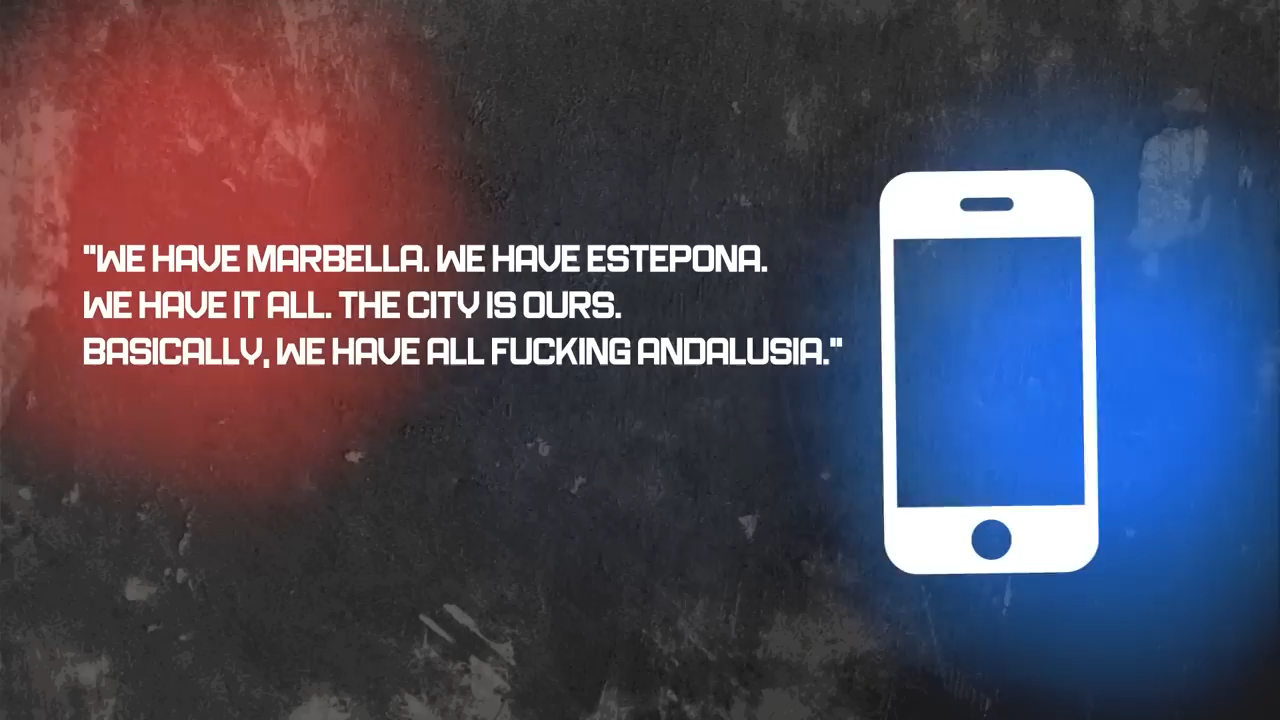 "WE HAVE MARBELLA. WE HAVE ESTEPONA.
WE HAVE IT ALL. THE CITY IS OURS.
BASICALLY, WE HAVE ALL FUCKING ANDALUSIA."